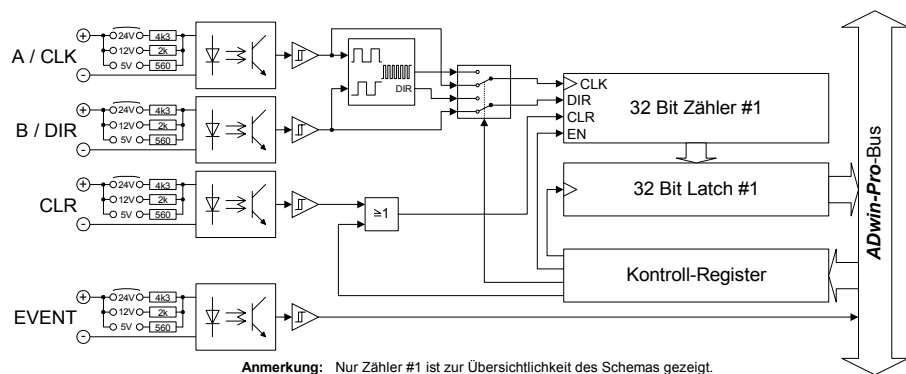 +
24V 4k3
12V 2k
5V 560
-
A / CLK
+
24V 4k3
12V 2k
5V 560
-
B / DIR
+
24V 4k3
12V 2k
5V 560
-
CLR
+
24V 4k3
12V 2k
5V 560
-
EVENT
DIR
≥1
CLK
DIR
CLR
EN
32 Bit Zähler #1
32 Bit Latch #1
Kontroll-Register
ADwin-Pro-Bus
Anmerkung: Nur Zähler #1 ist zur Übersichtlichkeit des Schemas gezeigt.